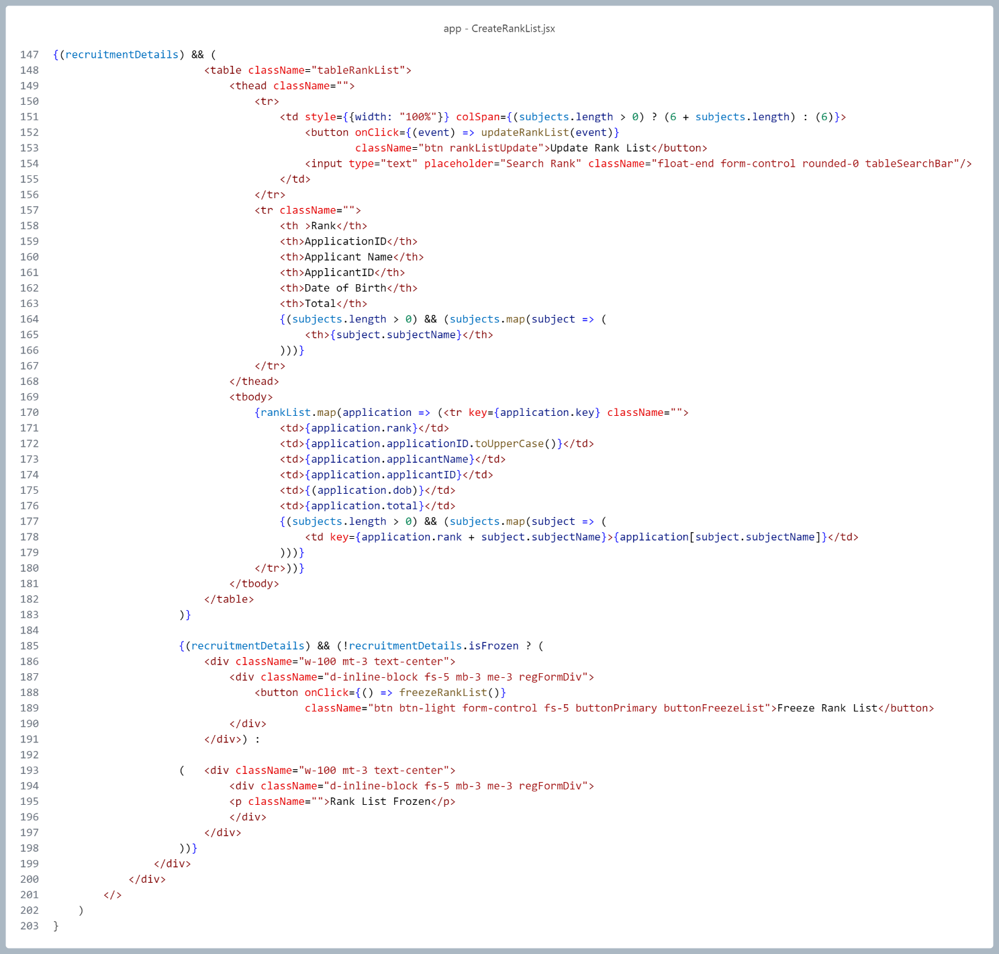 app - CreateRankList.jsx
147 {(recruitmentDetails) && (
148                         <table className="tableRankList">
149                             <thead className="">
150                                 <tr>
151                                     <td style={{width: "100%"}} colSpan={(subjects.length > 0) ? (6 + subjects.length) : (6)}>
152                                         <button onClick={(event) => updateRankList(event)}
153                                                 className="btn rankListUpdate">Update Rank List</button>
154                                         <input type="text" placeholder="Search Rank" className="float-end form-control rounded-0 tableSearchBar"/>
155                                     </td>
156                                 </tr>
157                                 <tr className="">
158                                     <th >Rank</th>
159                                     <th>ApplicationID</th>
160                                     <th>Applicant Name</th>
161                                     <th>ApplicantID</th>
162                                     <th>Date of Birth</th>
163                                     <th>Total</th>
164                                     {(subjects.length > 0) && (subjects.map(subject => (
165                                         <th>{subject.subjectName}</th>
166                                     )))}
167                                 </tr>
168                             </thead>
169                             <tbody>
170                                 {rankList.map(application => (<tr key={application.key} className="">
171                                     <td>{application.rank}</td>
172                                     <td>{application.applicationID.toUpperCase()}</td>
173                                     <td>{application.applicantName}</td>
174                                     <td>{application.applicantID}</td>
175                                     <td>{(application.dob)}</td>
176                                     <td>{application.total}</td>
177                                     {(subjects.length > 0) && (subjects.map(subject => (
178                                         <td key={application.rank + subject.subjectName}>{application[subject.subjectName]}</td>
179                                     )))}
180                                 </tr>))}
181                             </tbody>
182                         </table>
183                     )}
184
185                     {(recruitmentDetails) && (!recruitmentDetails.isFrozen ? (
186                         <div className="w-100 mt-3 text-center">
187                             <div className="d-inline-block fs-5 mb-3 me-3 regFormDiv">
188                                 <button onClick={() => freezeRankList()}
189                                         className="btn btn-light form-control fs-5 buttonPrimary buttonFreezeList">Freeze Rank List</button>
190                             </div>
191                         </div>) :
192
193                     (   <div className="w-100 mt-3 text-center">
194                             <div className="d-inline-block fs-5 mb-3 me-3 regFormDiv">
195                             <p className="">Rank List Frozen</p>
196                             </div>
197                         </div>
198                     ))}
199                 </div>
200             </div>
201         </>
202     )
203 }